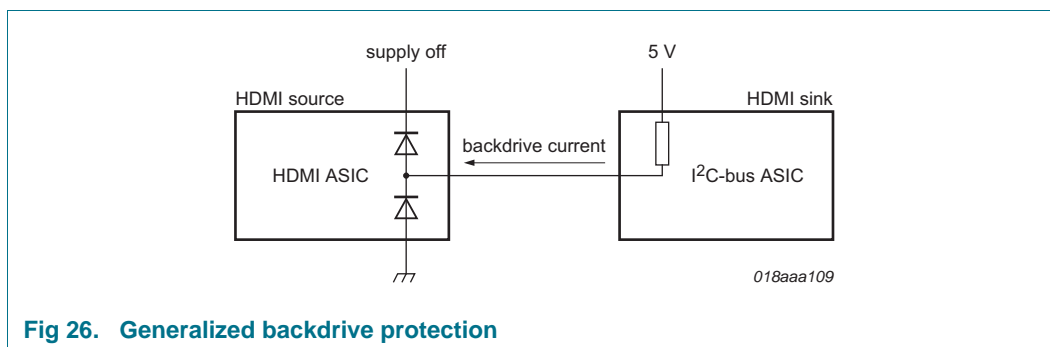 supply off
5 V
HDMI source
HDMI sink
backdrive current
HDMI ASIC
I²C-bus ASIC
018aaa109
Fig 26. Generalized backdrive protection